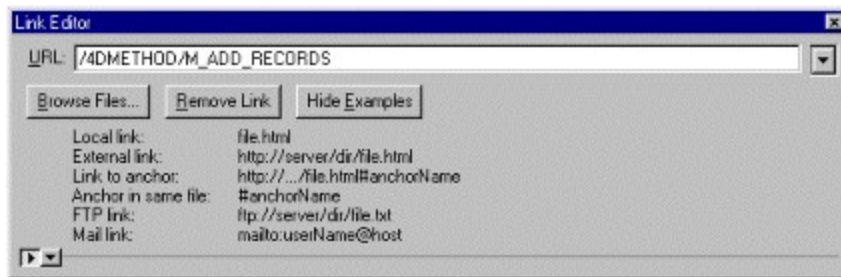 Link Editor
URL: /4DMETHOD/M_ADD_RECORDS
Browse Files... Remove Link Hide Examples
Local link: file.html
External link: http://server/dir/file.html
Link to anchor: http://.../file.html#anchorName
Anchor in same file: #anchorName
FTP link: ftp://server/dir/file.txt
Mail link: mailto:userName@host